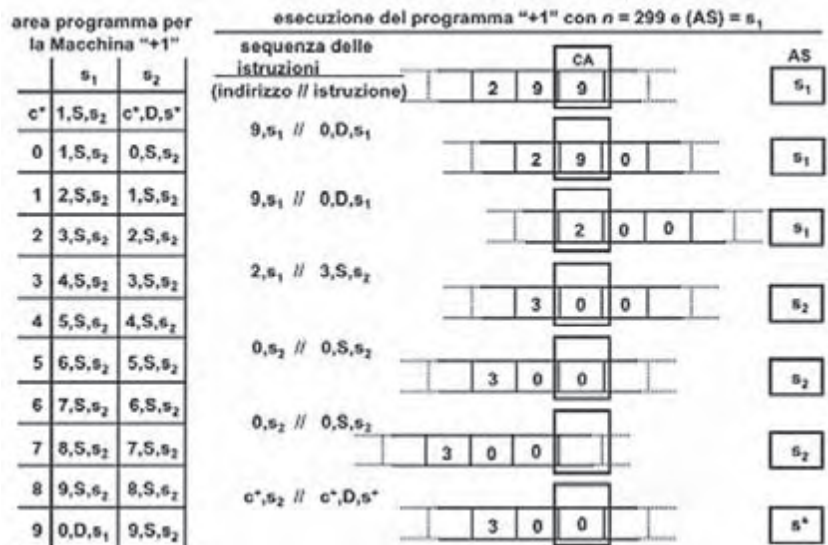 area programma per
la Macchina "+1"
s₁ s₂
c* 1,S,s₂ c*,D,s*
0 1,S,s₂ 0,S,s₂
1 2,S,s₂ 1,S,s₂
2 3,S,s₂ 2,S,s₂
3 4,S,s₂ 3,S,s₂
4 5,S,s₂ 4,S,s₂
5 6,S,s₂ 5,S,s₂
6 7,S,s₂ 6,S,s₂
7 8,S,s₂ 7,S,s₂
8 9,S,s₂ 8,S,s₂
9 0,D,s₁ 9,S,s₂
esecuzione del programma "+1" con n = 299 e (AS) = s₁
sequenza delle
istruzioni
(indirizzo // istruzione)
CA
AS
2 9 9 s₁
9,s₁ // 0,D,s₁
2 9 0 s₁
9,s₁ // 0,D,s₁
2 0 0 s₁
2,s₁ // 3,S,s₂
3 0 0 s₂
0,s₂ // 0,S,s₂
3 0 0 s₂
0,s₂ // 0,S,s₂
3 0 0 s₂
c*,s₂ // c*,D,s*
3 0 0 s*